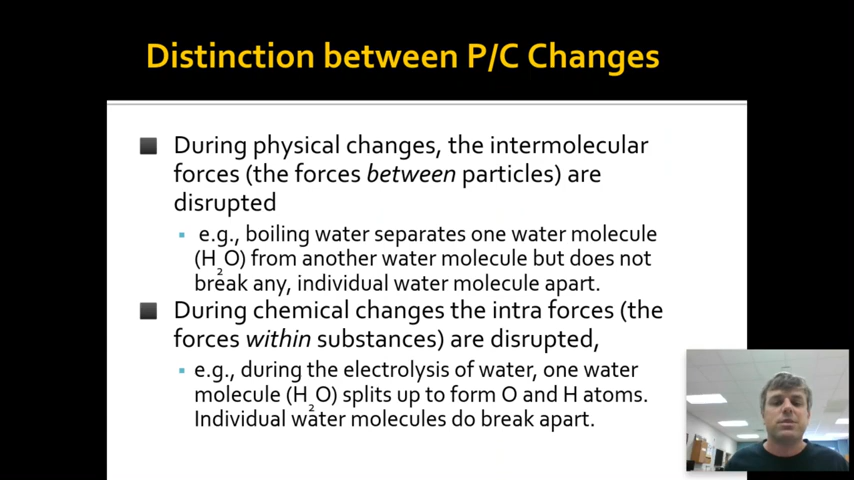 Distinction between P/C Changes
During physical changes, the intermolecular
forces (the forces between particles) are
disrupted
e.g., boiling water separates one water molecule
(H₂O) from another water molecule but does not
break any, individual water molecule apart.
During chemical changes the intra forces (the
forces within substances) are disrupted,
e.g., during the electrolysis of water, one water
molecule (H₂O) splits up to form O and H atoms.
Individual water molecules do break apart.